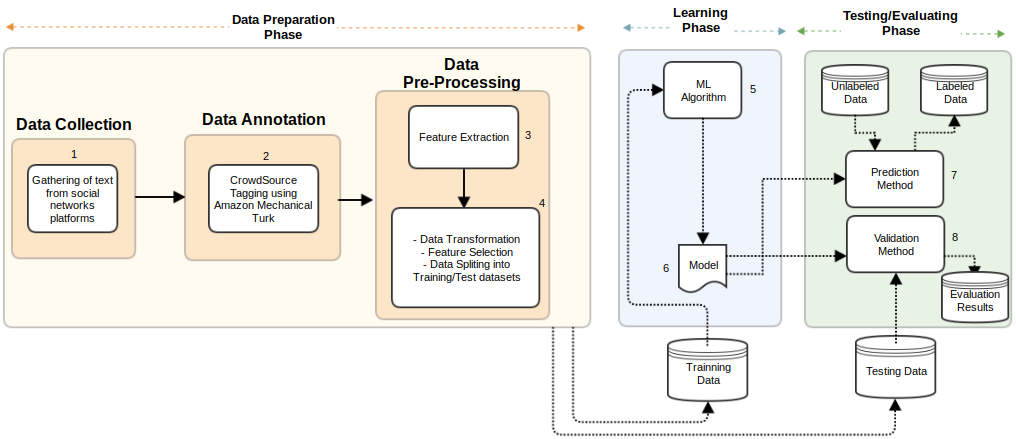 Data Preparation
Phase
Learning
Phase
Testing/Evaluating
Phase
Data Collection
1
Gathering of text
from social
networks
platforms
Data Annotation
2
CrowdSource
Tagging using
Amazon Mechanical
Turk
Data
Pre-Processing
Feature Extraction
3
4
- Data Transformation
- Feature Selection
- Data Spliting into
Training/Test datasets
ML
Algorithm
5
6
Model
Trainning
Data
Unlabeled
Data
Labeled
Data
Prediction
Method
7
Validation
Method
8
Evaluation
Results
Testing Data